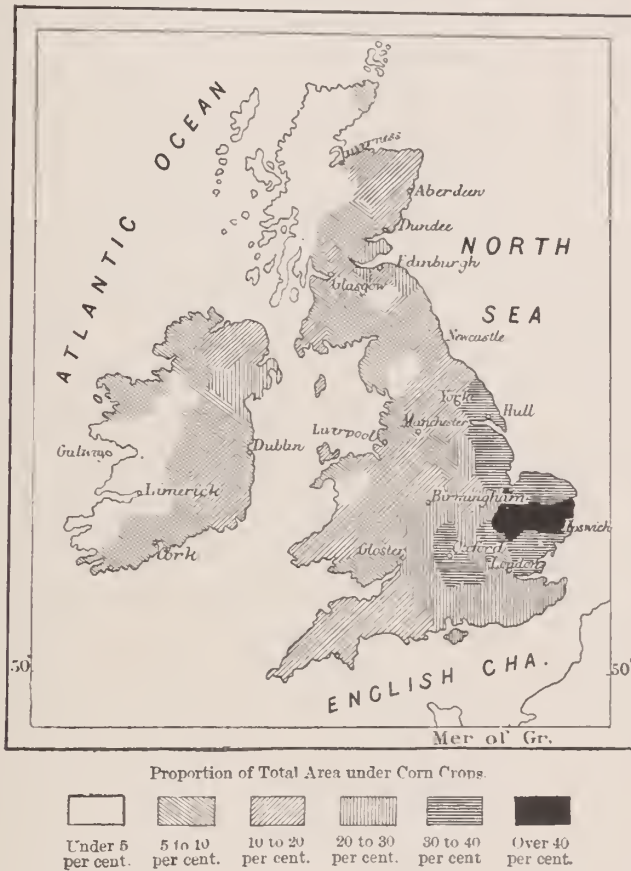 ATLANTIC OCEAN
Inverness
Aberdeen
Dundee
NORTH
Edinburgh
Glasgow
SEA
Newcastle
York
Hull
Manchester
Liverpool
Dublin
Galway
Limerick
Birmingham
Ipswich
Cork
Gloster
Oxford
London
50°
50°
ENGLISH CHA.
Mer of Gr.
Proportion of Total Area under Corn Crops.
Under 5 per cent.
5 to 10 per cent.
10 to 20 per cent.
20 to 30 per cent.
30 to 40 per cent
Over 40 per cent.